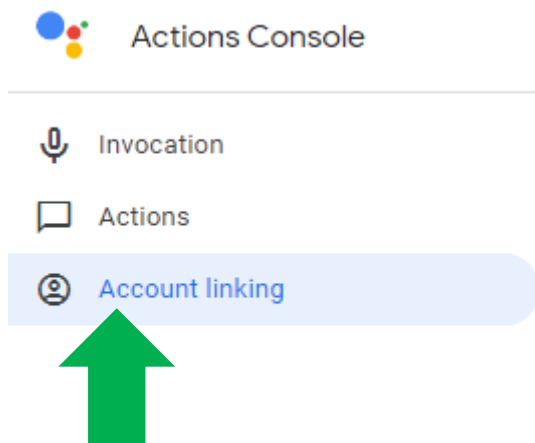 Actions Console
Invocation
Actions
Account linking